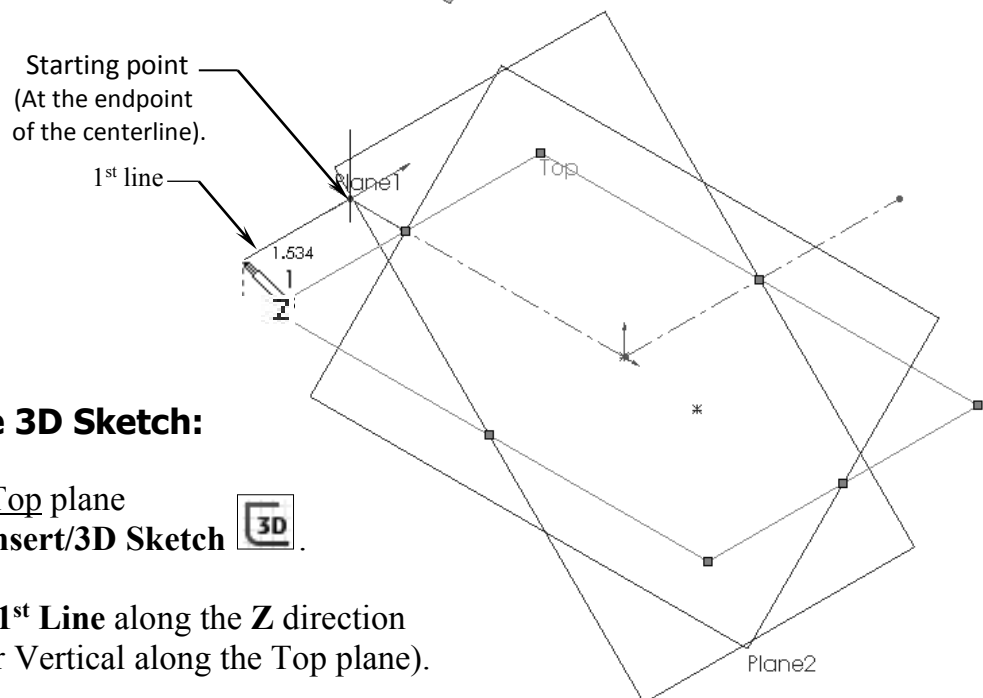 Starting point
(At the endpoint
of the centerline).
1st line
Plane1
Top
1.534
Z
3D Sketch:
Top plane
nsert/3D Sketch 3D .
1st Line along the Z direction
Vertical along the Top plane).
Plane2